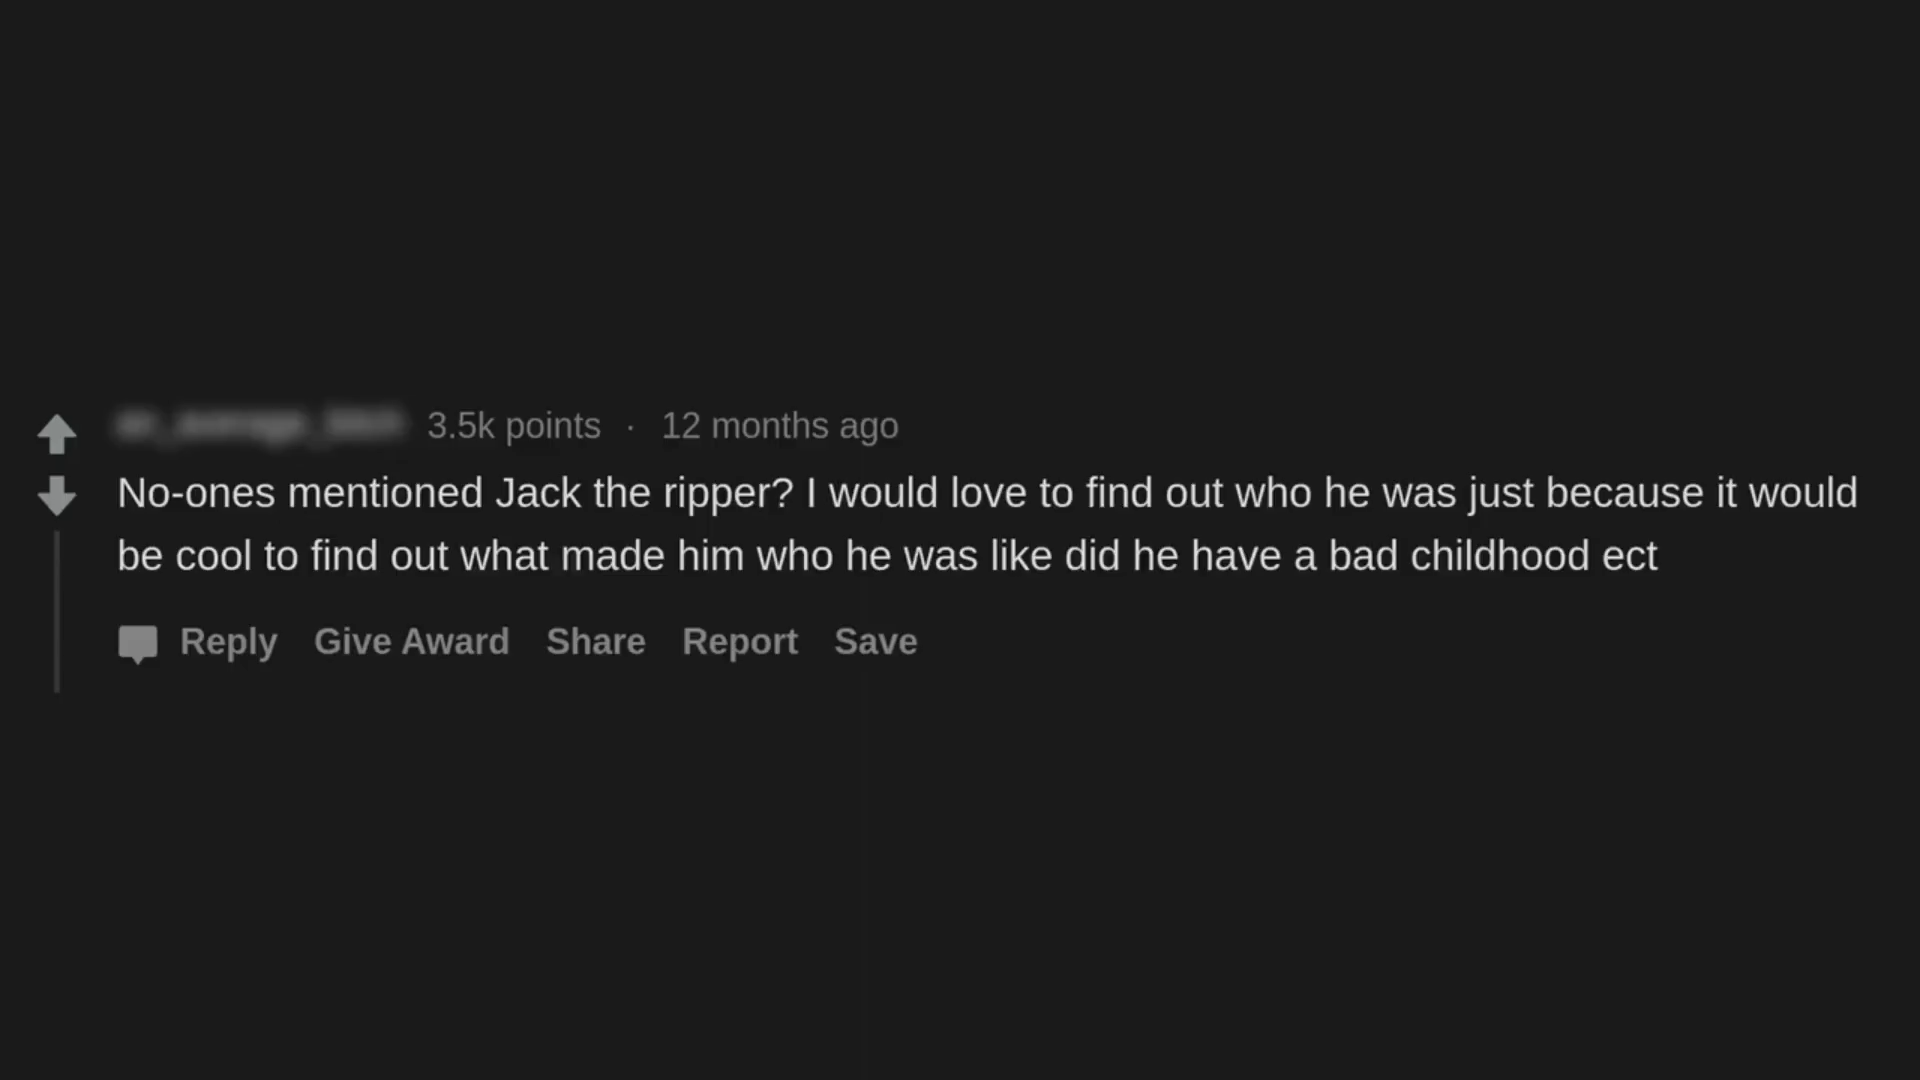 3.5k points · 12 months ago
No-ones mentioned Jack the ripper? I would love to find out who he was just because it would
be cool to find out what made him who he was like did he have a bad childhood ect
Reply Give Award Share Report Save